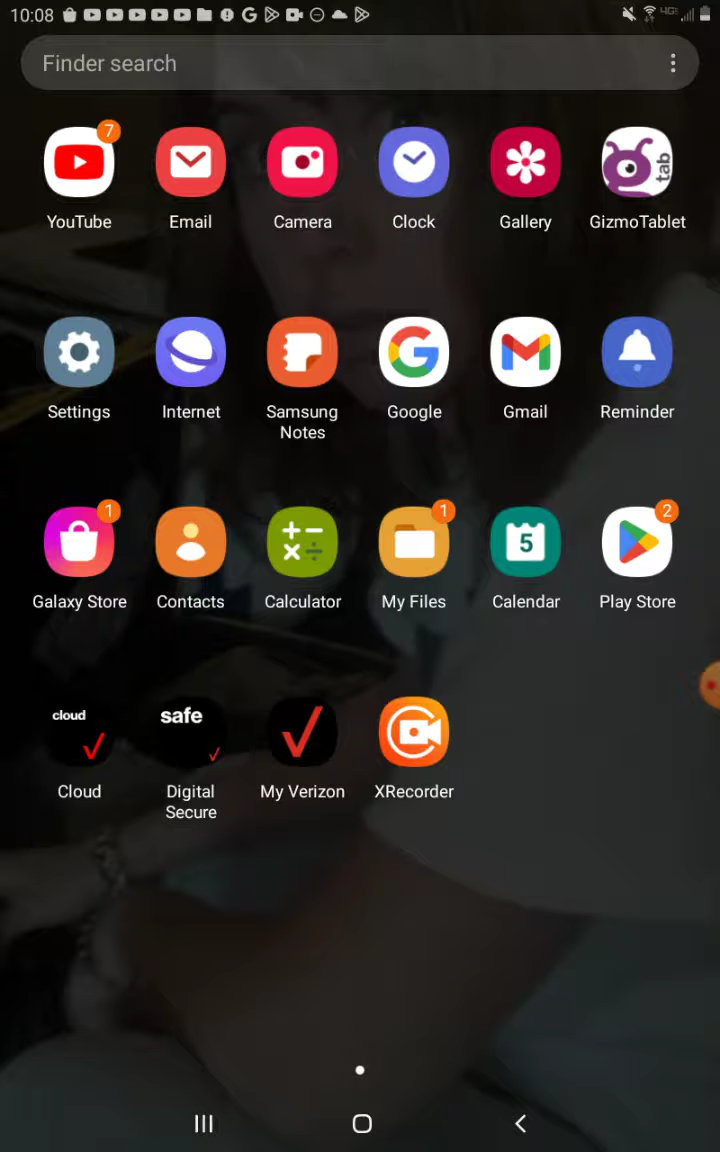 10:08
4GE
Finder search
7
tab
YouTube Email Camera Clock Gallery GizmoTablet
Settings Internet Samsung Notes Google Gmail Reminder
1 1 5 2
Galaxy Store Contacts Calculator My Files Calendar Play Store
cloud safe
Cloud Digital Secure My Verizon XRecorder